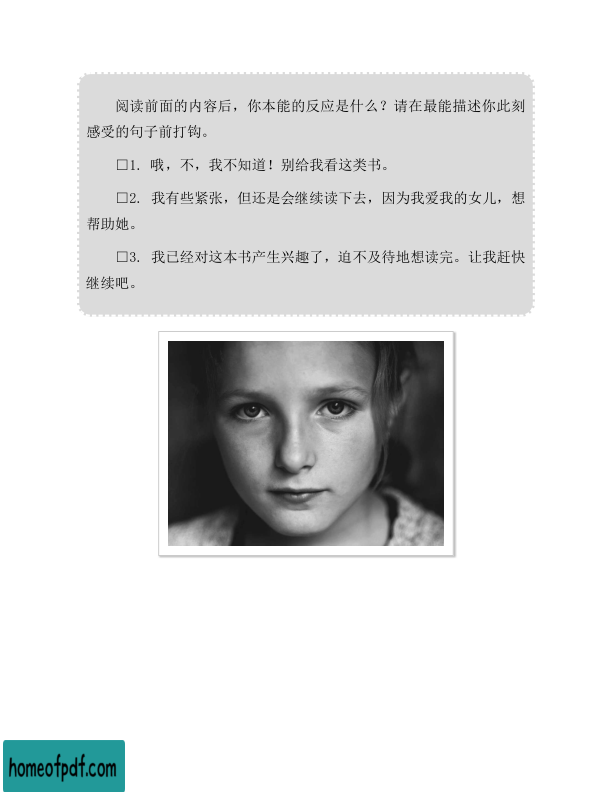 阅读前面的内容后，你本能的反应是什么？请在最能描述你此刻
感受的句子前打钩。
□1. 哦，不，我不知道！别给我看这类书。
□2. 我有些紧张，但还是会继续读下去，因为我爱我的女儿，想
帮助她。
□3. 我已经对这本书产生兴趣了，迫不及待地想读完。让我赶快
继续吧。
homeofpdf.com